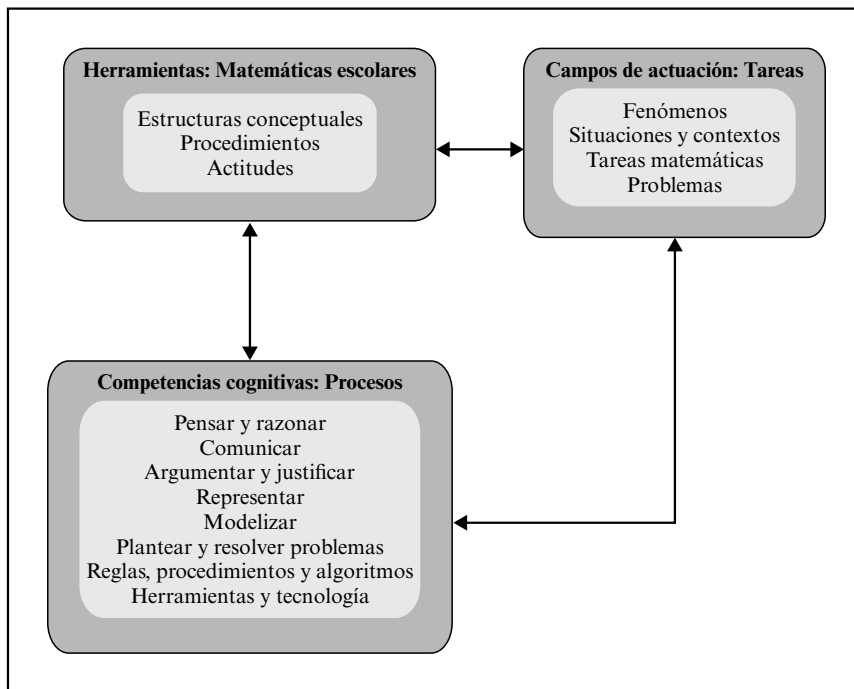 Herramientas: Matemáticas escolares
Estructuras conceptuales
Procedimientos
Actitudes
Campos de actuación: Tareas
Fenómenos
Situaciones y contextos
Tareas matemáticas
Problemas
Competencias cognitivas: Procesos
Pensar y razonar
Comunicar
Argumentar y justificar
Representar
Modelizar
Plantear y resolver problemas
Reglas, procedimientos y algoritmos
Herramientas y tecnología